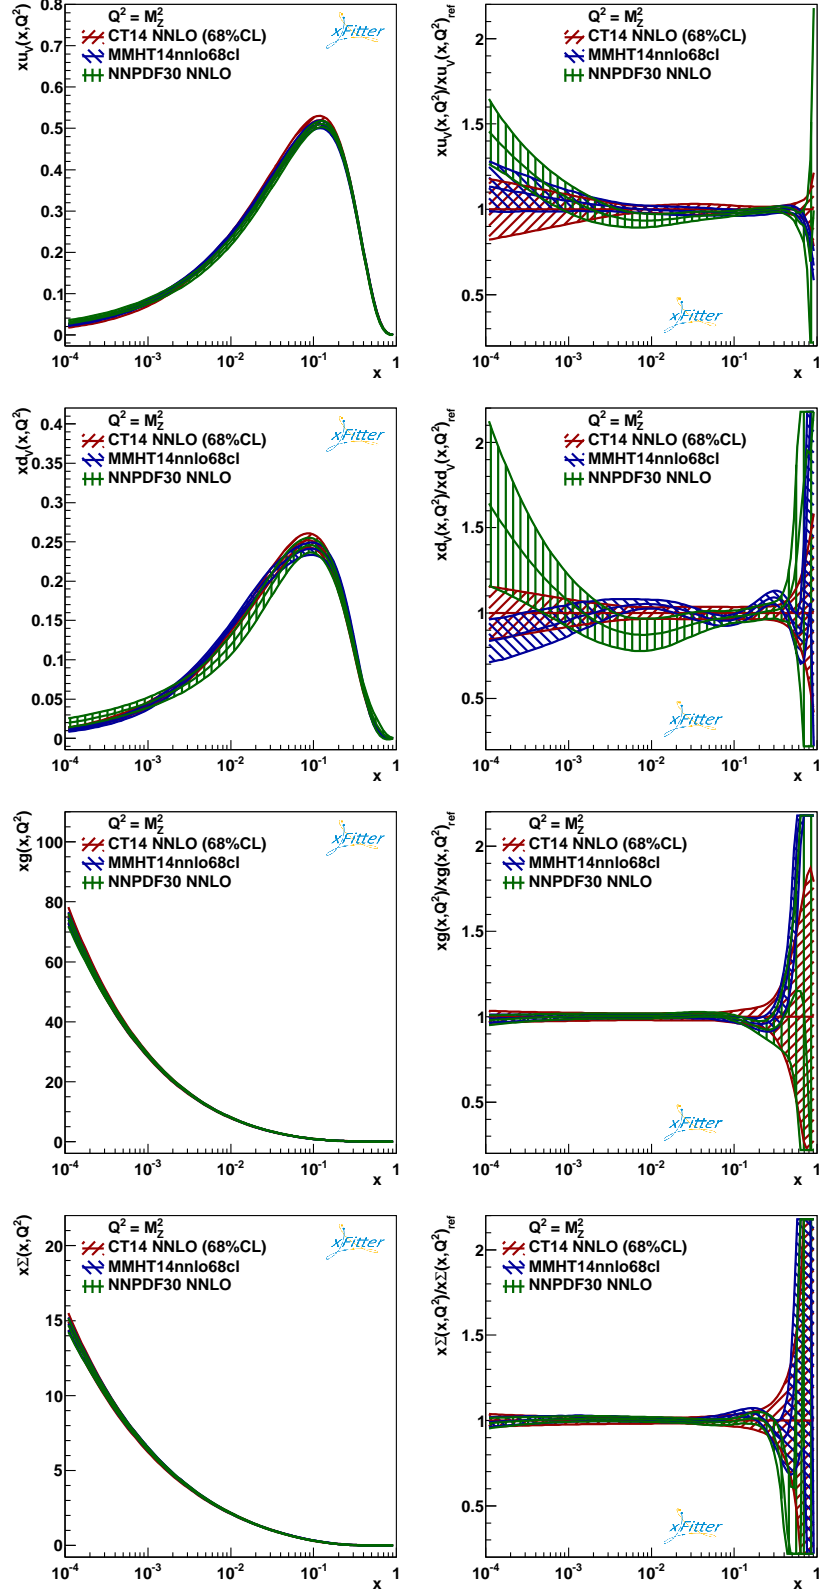 xu_V(x,Q²)
0.8
0.7
0.6
0.5
0.4
0.3
0.2
0.1
0
Q² = M_Z²
CT14 NNLO (68%CL)
MMHT14nnlo68cl
NNPDF30 NNLO
xFitter
10⁻⁴ 10⁻³ 10⁻² 10⁻¹ 1
x
xu_V(x,Q²)/xu_V(x,Q²)_ref
2
1.5
1
0.5
Q² = M_Z²
CT14 NNLO (68%CL)
MMHT14nnlo68cl
NNPDF30 NNLO
xFitter
10⁻⁴ 10⁻³ 10⁻² 10⁻¹ 1
x
xd_V(x,Q²)
0.4
0.35
0.3
0.25
0.2
0.15
0.1
0.05
0
Q² = M_Z²
CT14 NNLO (68%CL)
MMHT14nnlo68cl
NNPDF30 NNLO
xFitter
10⁻⁴ 10⁻³ 10⁻² 10⁻¹ 1
x
xd_V(x,Q²)/xd_V(x,Q²)_ref
2
1.5
1
0.5
Q² = M_Z²
CT14 NNLO (68%CL)
MMHT14nnlo68cl
NNPDF30 NNLO
xFitter
10⁻⁴ 10⁻³ 10⁻² 10⁻¹ 1
x
xg(x,Q²)
100
80
60
40
20
0
Q² = M_Z²
CT14 NNLO (68%CL)
MMHT14nnlo68cl
NNPDF30 NNLO
xFitter
10⁻⁴ 10⁻³ 10⁻² 10⁻¹ 1
x
xg(x,Q²)/xg(x,Q²)_ref
2
1.5
1
0.5
Q² = M_Z²
CT14 NNLO (68%CL)
MMHT14nnlo68cl
NNPDF30 NNLO
xFitter
10⁻⁴ 10⁻³ 10⁻² 10⁻¹ 1
x
xΣ(x,Q²)
20
15
10
5
0
Q² = M_Z²
CT14 NNLO (68%CL)
MMHT14nnlo68cl
NNPDF30 NNLO
xFitter
10⁻⁴ 10⁻³ 10⁻² 10⁻¹ 1
x
xΣ(x,Q²)/xΣ(x,Q²)_ref
2
1.5
1
0.5
Q² = M_Z²
CT14 NNLO (68%CL)
MMHT14nnlo68cl
NNPDF30 NNLO
xFitter
10⁻⁴ 10⁻³ 10⁻² 10⁻¹ 1
x